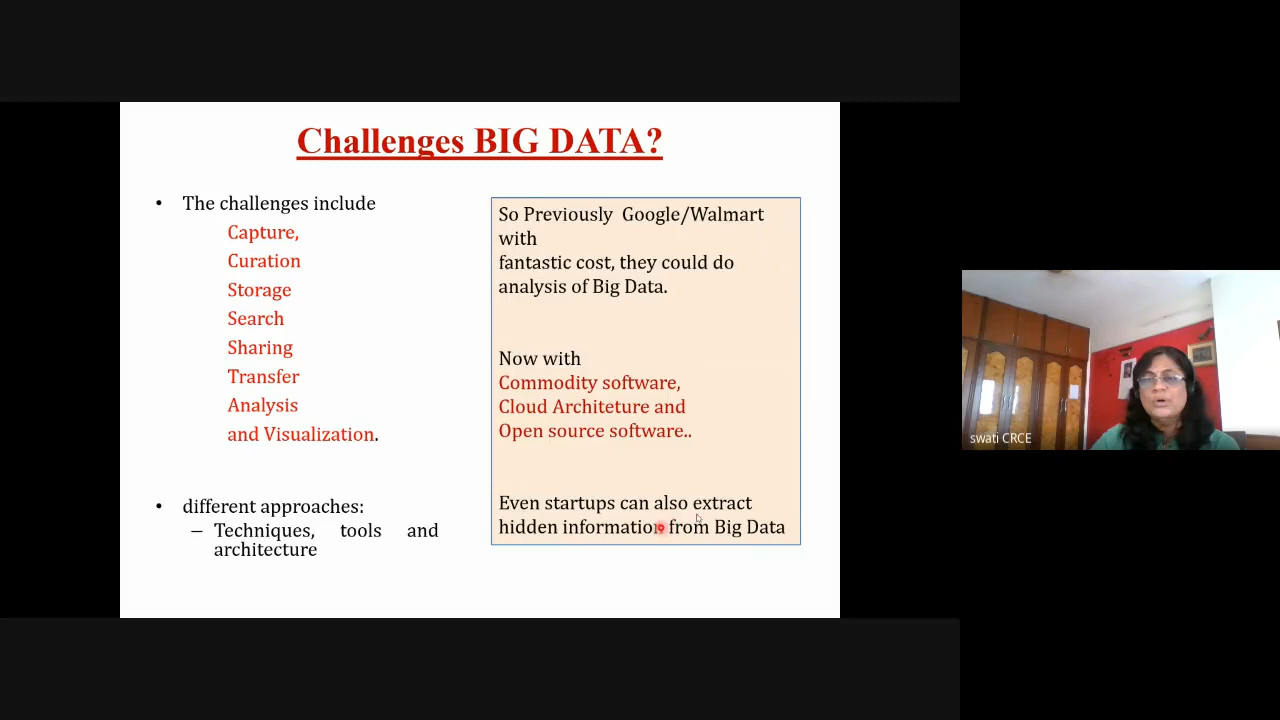 Challenges BIG DATA?
• The challenges include
Capture,
Curation
Storage
Search
Sharing
Transfer
Analysis
and Visualization.
• different approaches:
– Techniques, tools and
architecture
So Previously Google/Walmart
with
fantastic cost, they could do
analysis of Big Data.
Now with
Commodity software,
Cloud Architeture and
Open source software..
Even startups can also extract
hidden information from Big Data
swati CRCE